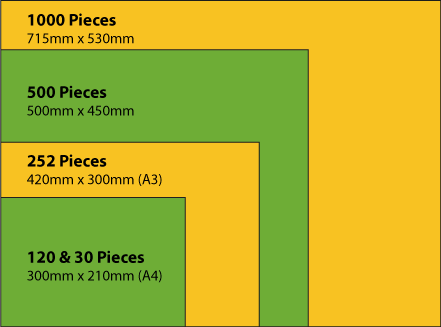 1000 Pieces
715mm x 530mm
500 Pieces
500mm x 450mm
252 Pieces
420mm x 300mm (A3)
120 & 30 Pieces
300mm x 210mm (A4)